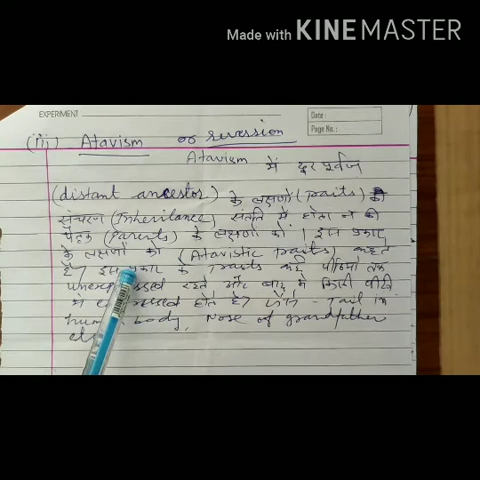 Made with KINEMASTER
EXPERIMENT
Date :
Page No. :
(iii) Atavism or reversion
Atavism में दूर पूर्वज
(distant ancestor) के लक्षणों (traits) का
संचरण (Inheritance) संतति में होता न की
पैतृक (Parents) के लक्षणों का । इस प्रकार
के लक्षणों को (Atavistic traits) कहते
है। इस प्रकार के traits कई पीढ़ियों तक
unexpressed रहते और बाद में किसी पीढ़ी
में expressed होते है। जैसे - Tail in
human body, Nose of grandfather